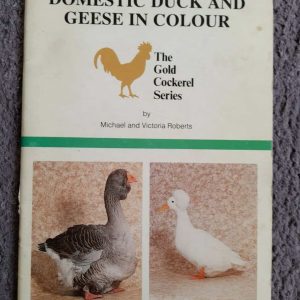 DOMESTIC DUCK AND
GEESE IN COLOUR
The
Gold
Cockerel
Series
by
Michael and Victoria Roberts